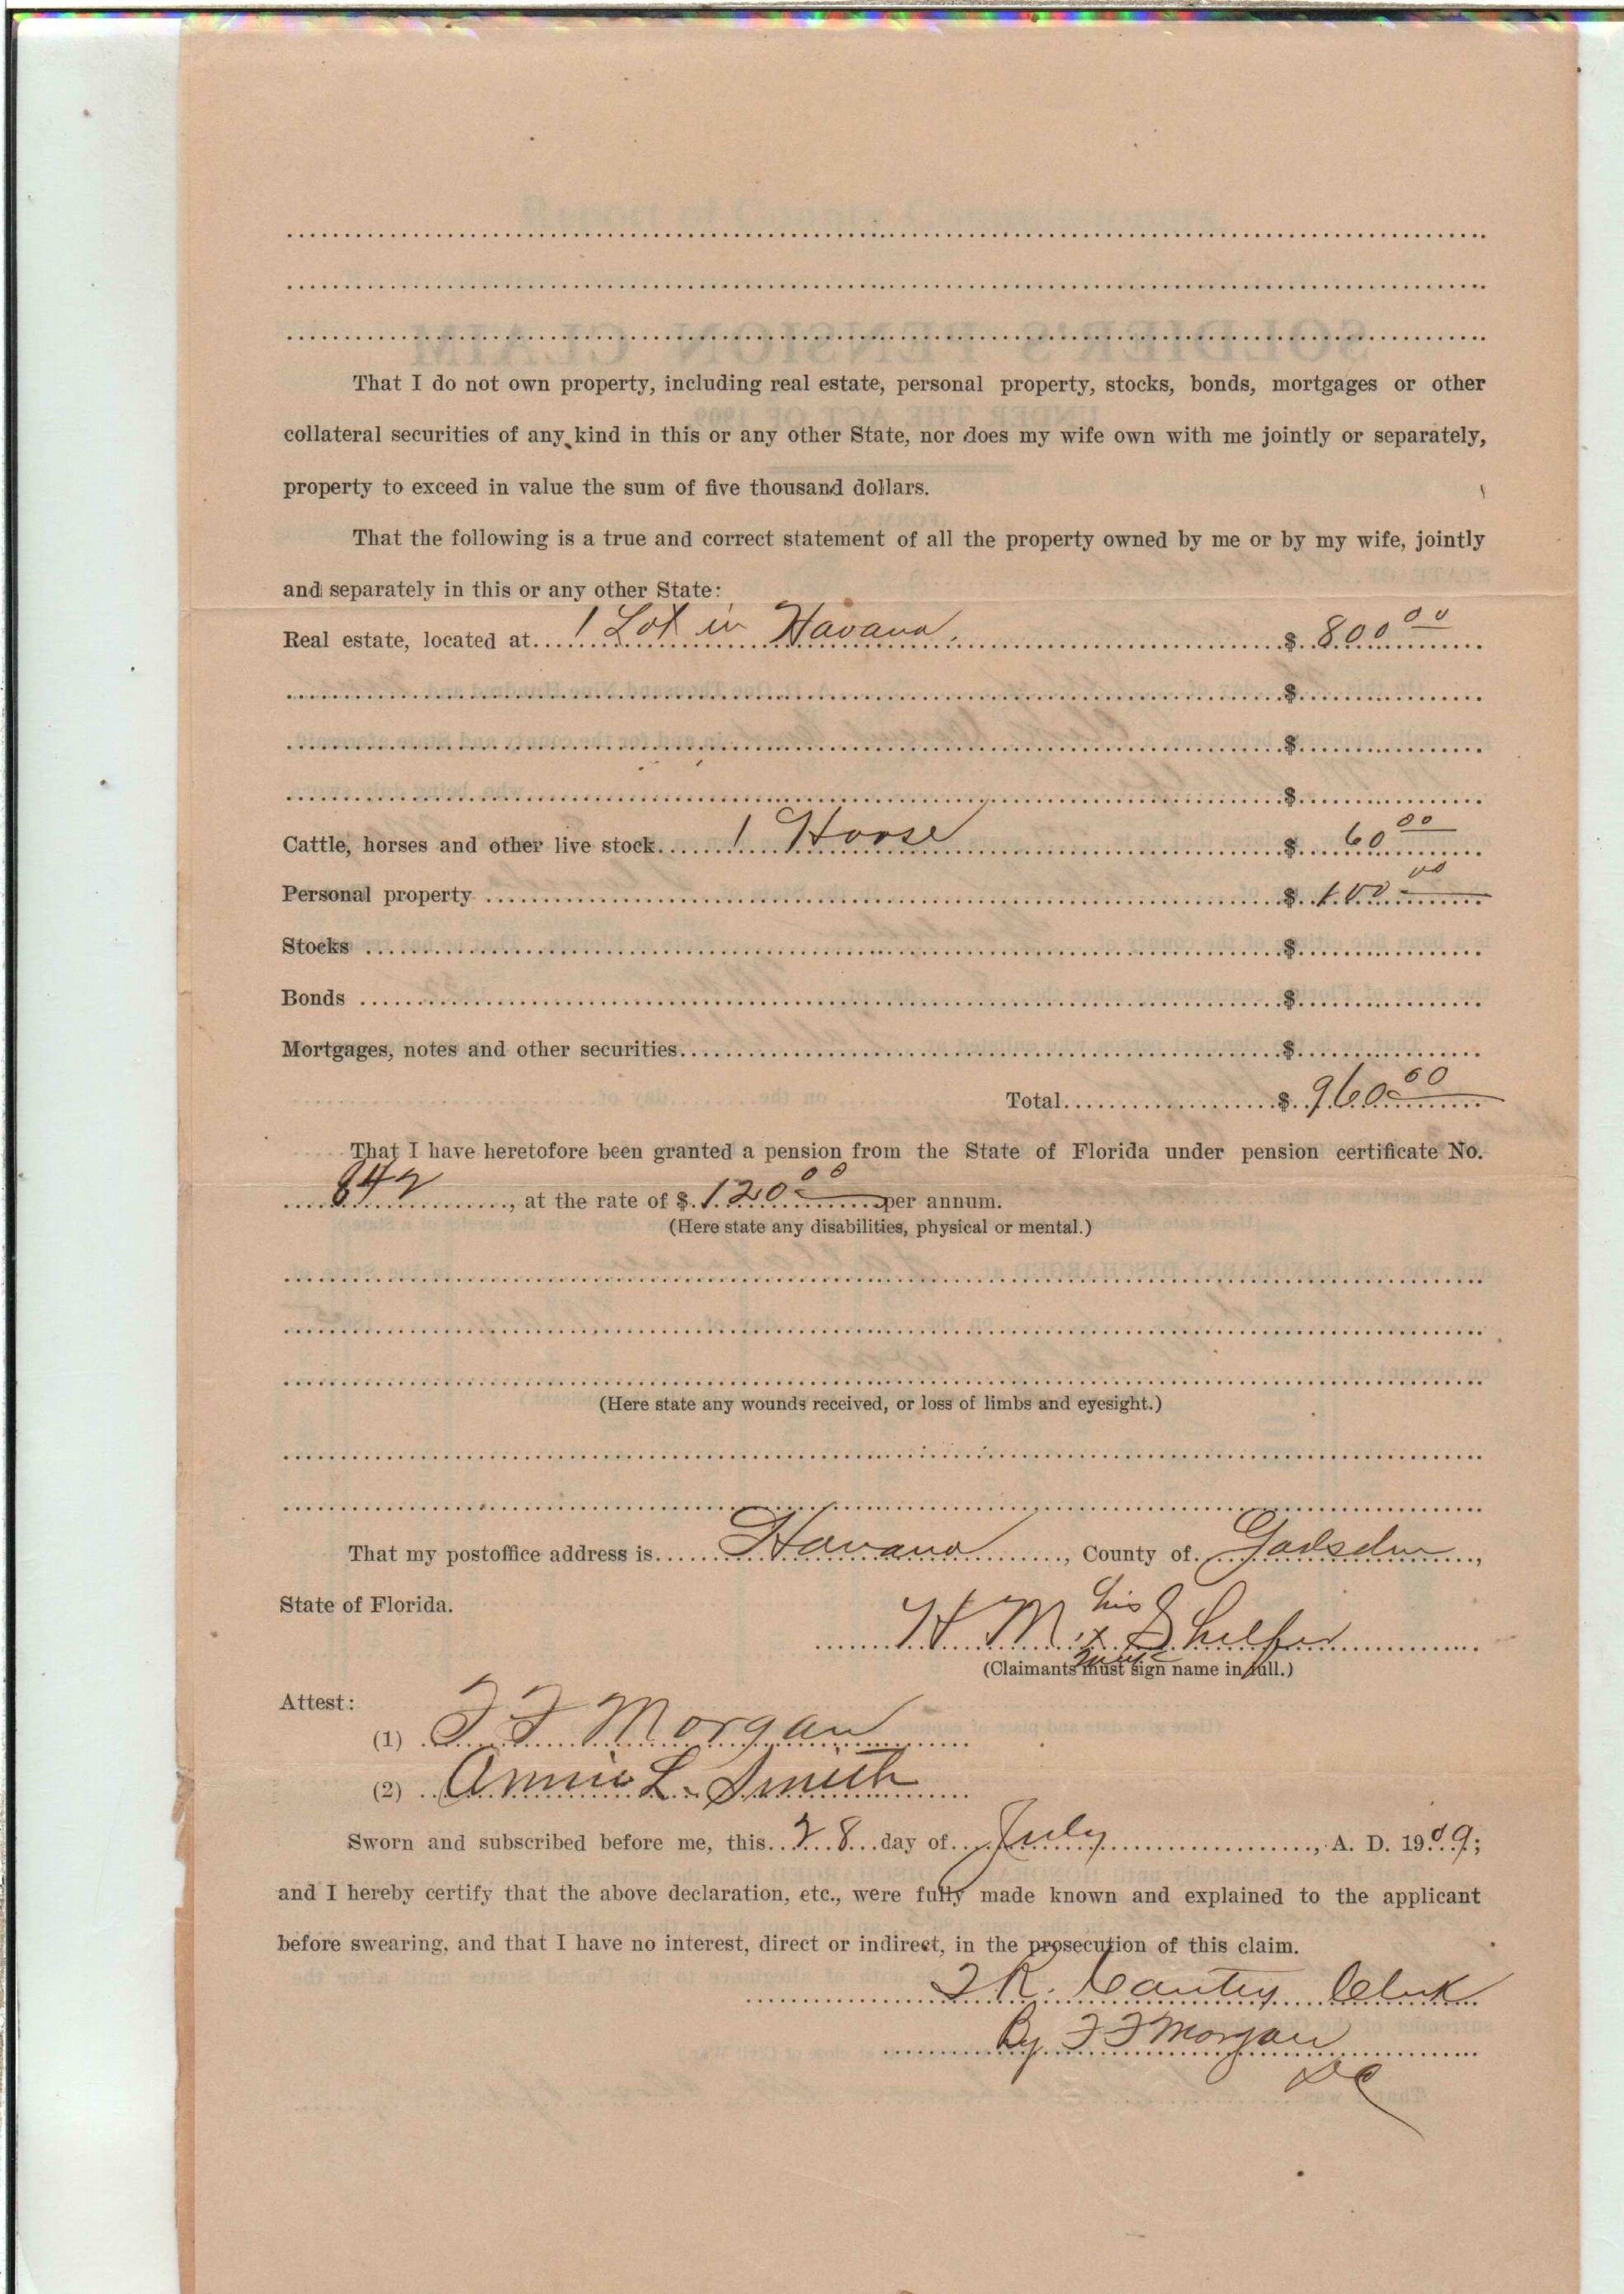 That I do not own property, including real estate, personal property, stocks, bonds, mortgages or other
collateral securities of any kind in this or any other State, nor does my wife own with me jointly or separately,
property to exceed in value the sum of five thousand dollars.
That the following is a true and correct statement of all the property owned by me or by my wife, jointly
and separately in this or any other State:
Real estate, located at 1 Lot in Havana. $ 800 00
$
$
$
Cattle, horses and other live stock 1 Horse $ 60 00
Personal property $ 100 00
Stocks $
Bonds $
Mortgages, notes and other securities $
Total $ 960 00
That I have heretofore been granted a pension from the State of Florida under pension certificate No.
842, at the rate of $ 120 00 per annum.
(Here state any disabilities, physical or mental.)
(Here state any wounds received, or loss of limbs and eyesight.)
That my postoffice address is Havana, County of Gadsden,
State of Florida.
his
H M x Shelfer
mark
(Claimants must sign name in full.)
Attest:
(1) F F Morgan
(2) Annie L. Smith
Sworn and subscribed before me, this 28 day of July, A. D. 1909;
and I hereby certify that the above declaration, etc., were fully made known and explained to the applicant
before swearing, and that I have no interest, direct or indirect, in the prosecution of this claim.
Cantey Clerk
By F F Morgan
DC